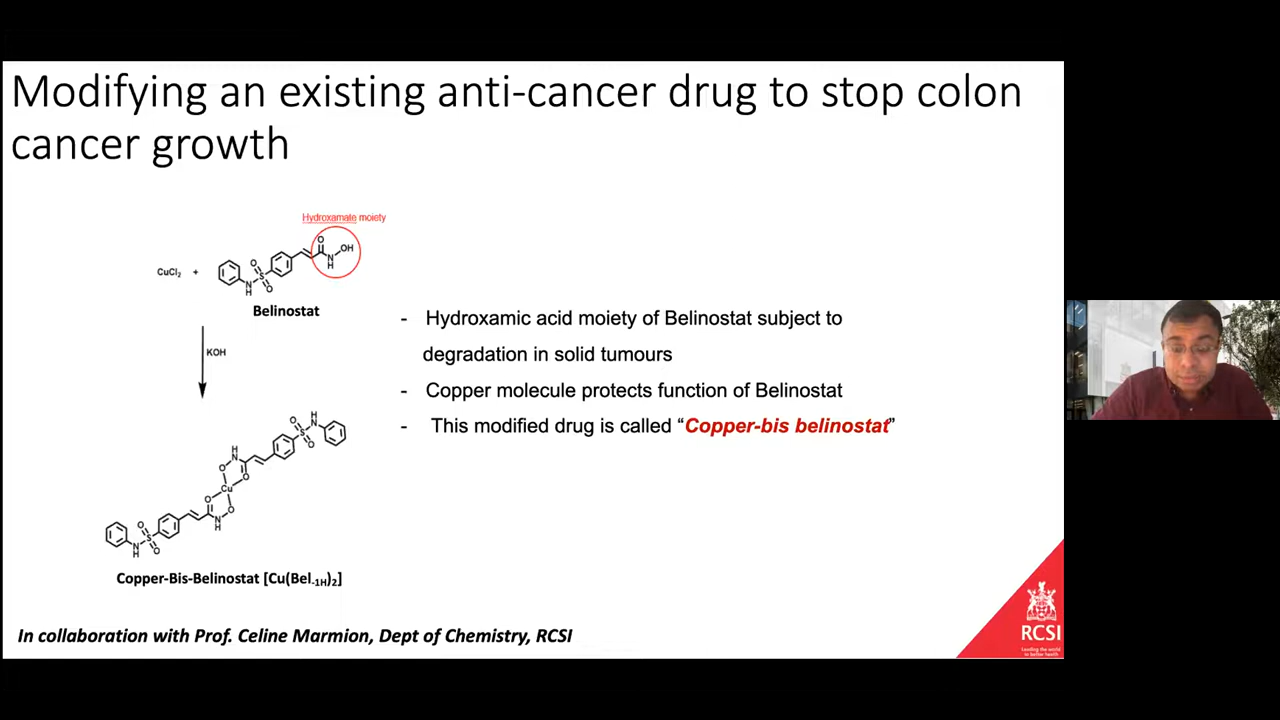 Modifying an existing anti-cancer drug to stop colon
cancer growth
Hydroxamate moiety
CuCl2 +
O
OH
N
H
O
S
N
H
O
Belinostat
KOH
H
N
O
S
O
H
N
O
O
Cu
O
O
N
H
O
S
N
H
O
Copper-Bis-Belinostat [Cu(Bel-1H)2]
- Hydroxamic acid moiety of Belinostat subject to
degradation in solid tumours
- Copper molecule protects function of Belinostat
- This modified drug is called “Copper-bis belinostat”
In collaboration with Prof. Celine Marmion, Dept of Chemistry, RCSI
RCSI
Leading the world
to better health